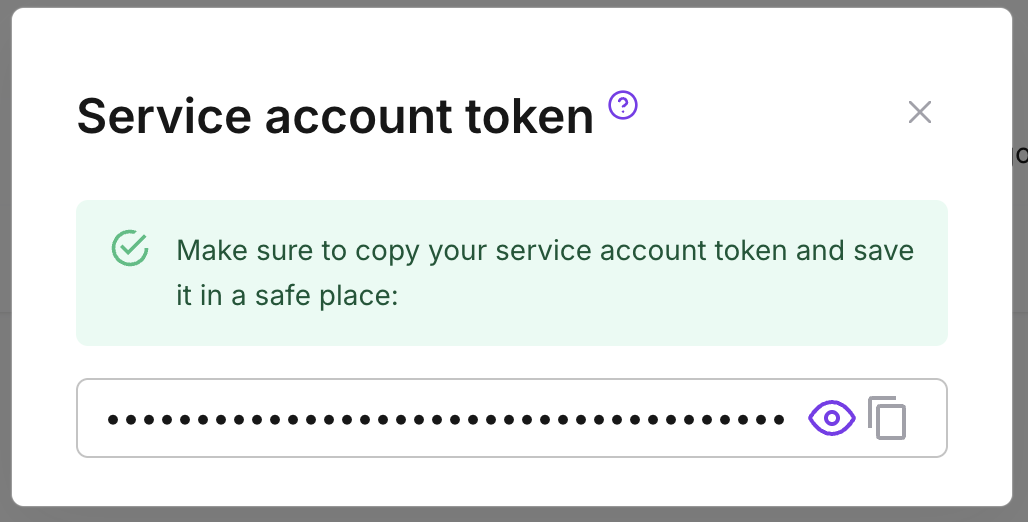 Service account token ?
Make sure to copy your service account token and save
it in a safe place:
••••••••••••••••••••••••••••••••••••••